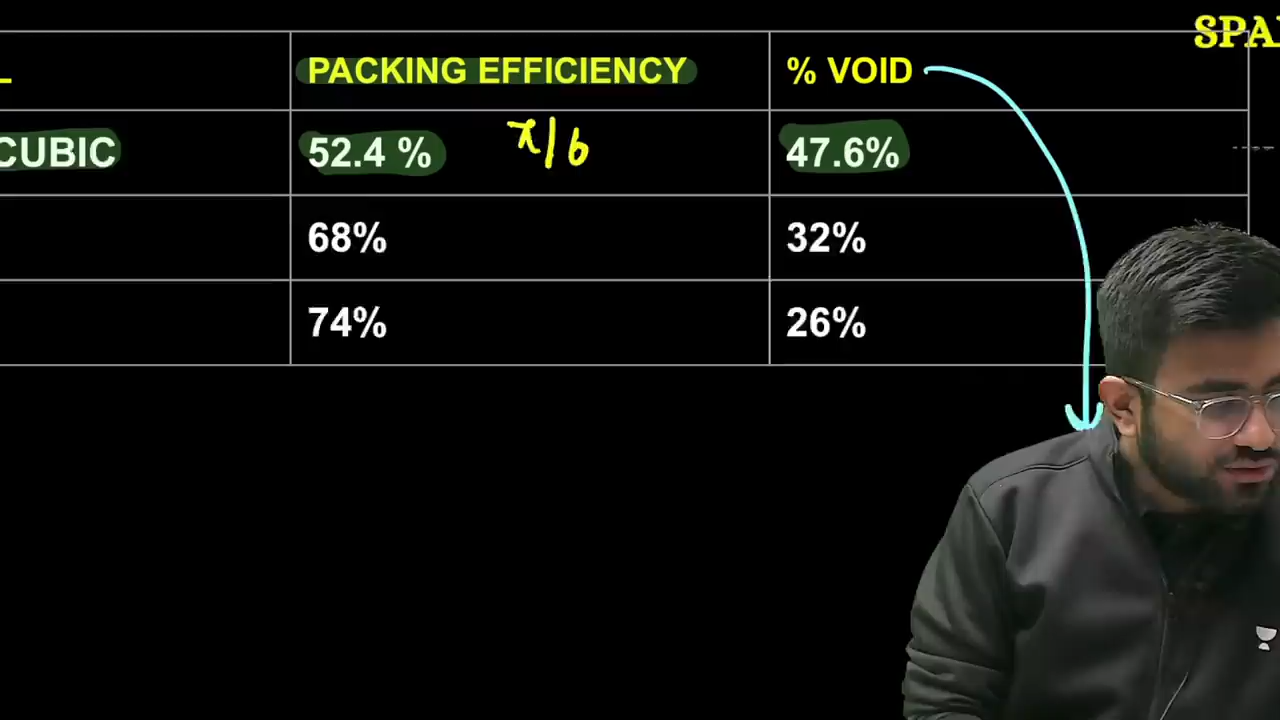 PACKING EFFICIENCY % VOID
CUBIC 52.4 % π/6 47.6%
68% 32%
74% 26%